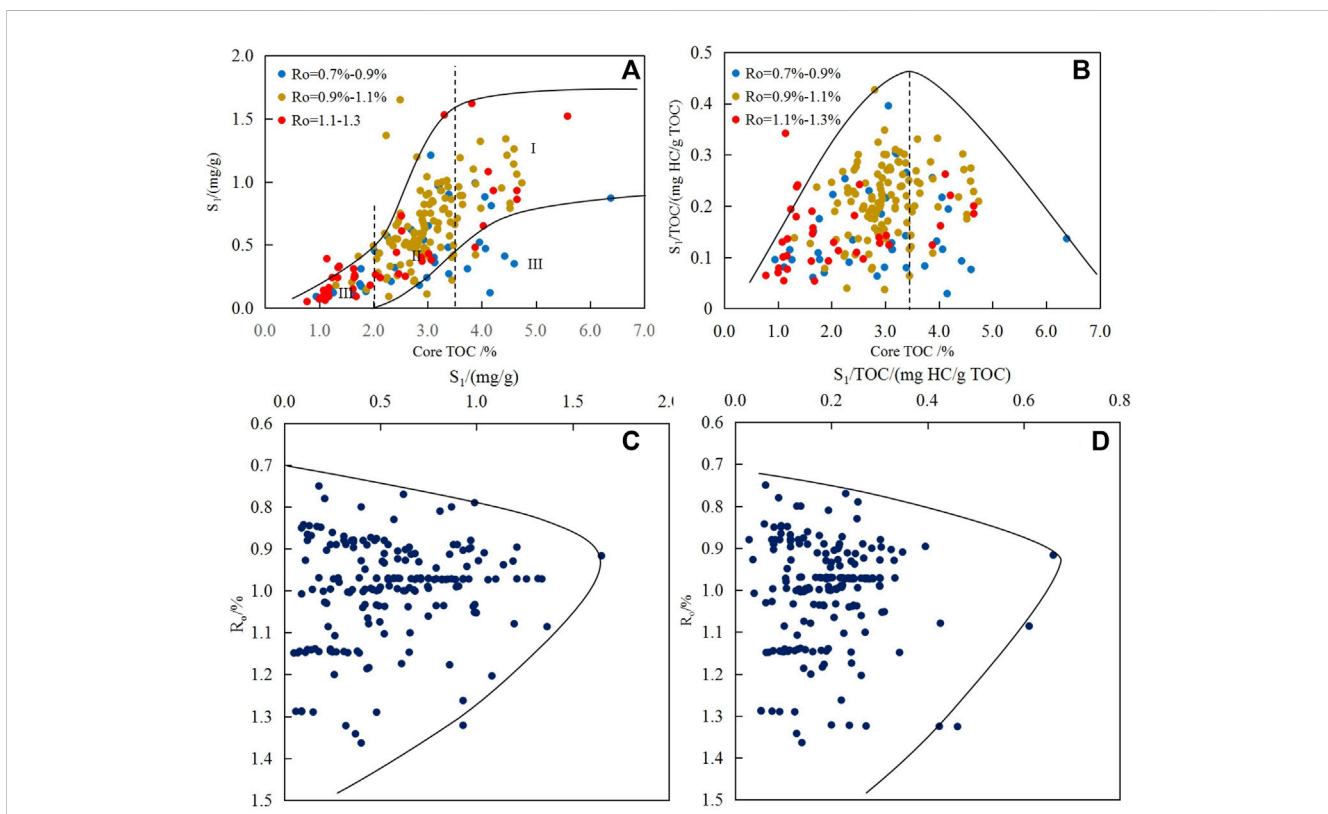 A
2.0
1.5
1.0
0.5
0.0
S1/(mg/g)
Ro=0.7%-0.9%
Ro=0.9%-1.1%
Ro=1.1-1.3
I
II
III
III
0.0 1.0 2.0 3.0 4.0 5.0 6.0 7.0
Core TOC /%
B
0.5
0.4
0.3
0.2
0.1
0
S1/TOC/(mg HC/g TOC)
Ro=0.7%-0.9%
Ro=0.9%-1.1%
Ro=1.1%-1.3%
0.0 1.0 2.0 3.0 4.0 5.0 6.0 7.0
Core TOC /%
S1/(mg/g)
0.0 0.5 1.0 1.5 2.0
C
0.6
0.7
0.8
0.9
1.0
1.1
1.2
1.3
1.4
1.5
Ro/%
S1/TOC/(mg HC/g TOC)
0.0 0.2 0.4 0.6 0.8
D
0.6
0.7
0.8
0.9
1.0
1.1
1.2
1.3
1.4
1.5
Ro/%